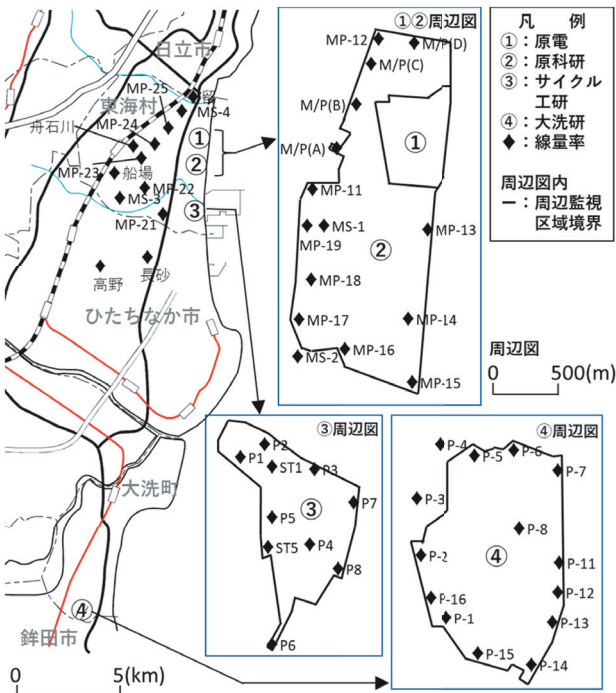 日立市
MP-25
東海村
留
MS-4
MP-24
舟石川
①
②
MP-23
船場
MP-22
MS-3
③
MP-21
高野
長砂
ひたちなか市
大洗町
④
鉾田市
0
5(km)
①②周辺図
MP-12
M/P(D)
M/P(C)
M/P(B)
①
M/P(A)
MP-11
MS-1
MP-13
MP-19
②
MP-18
MP-17
MP-14
MP-16
MS-2
MP-15
凡 例
①:原電
②:原科研
③:サイクル
工研
④:大洗研
◆:線量率
周辺図内
ー:周辺監視
区域境界
周辺図
0
500(m)
③周辺図
P2
P1
ST1
P3
P7
P5
③
ST5
P4
P8
P6
④周辺図
P-4
P-5
P-6
P-7
P-3
P-8
P-2
④
P-11
P-12
P-16
P-1
P-13
P-15
P-14